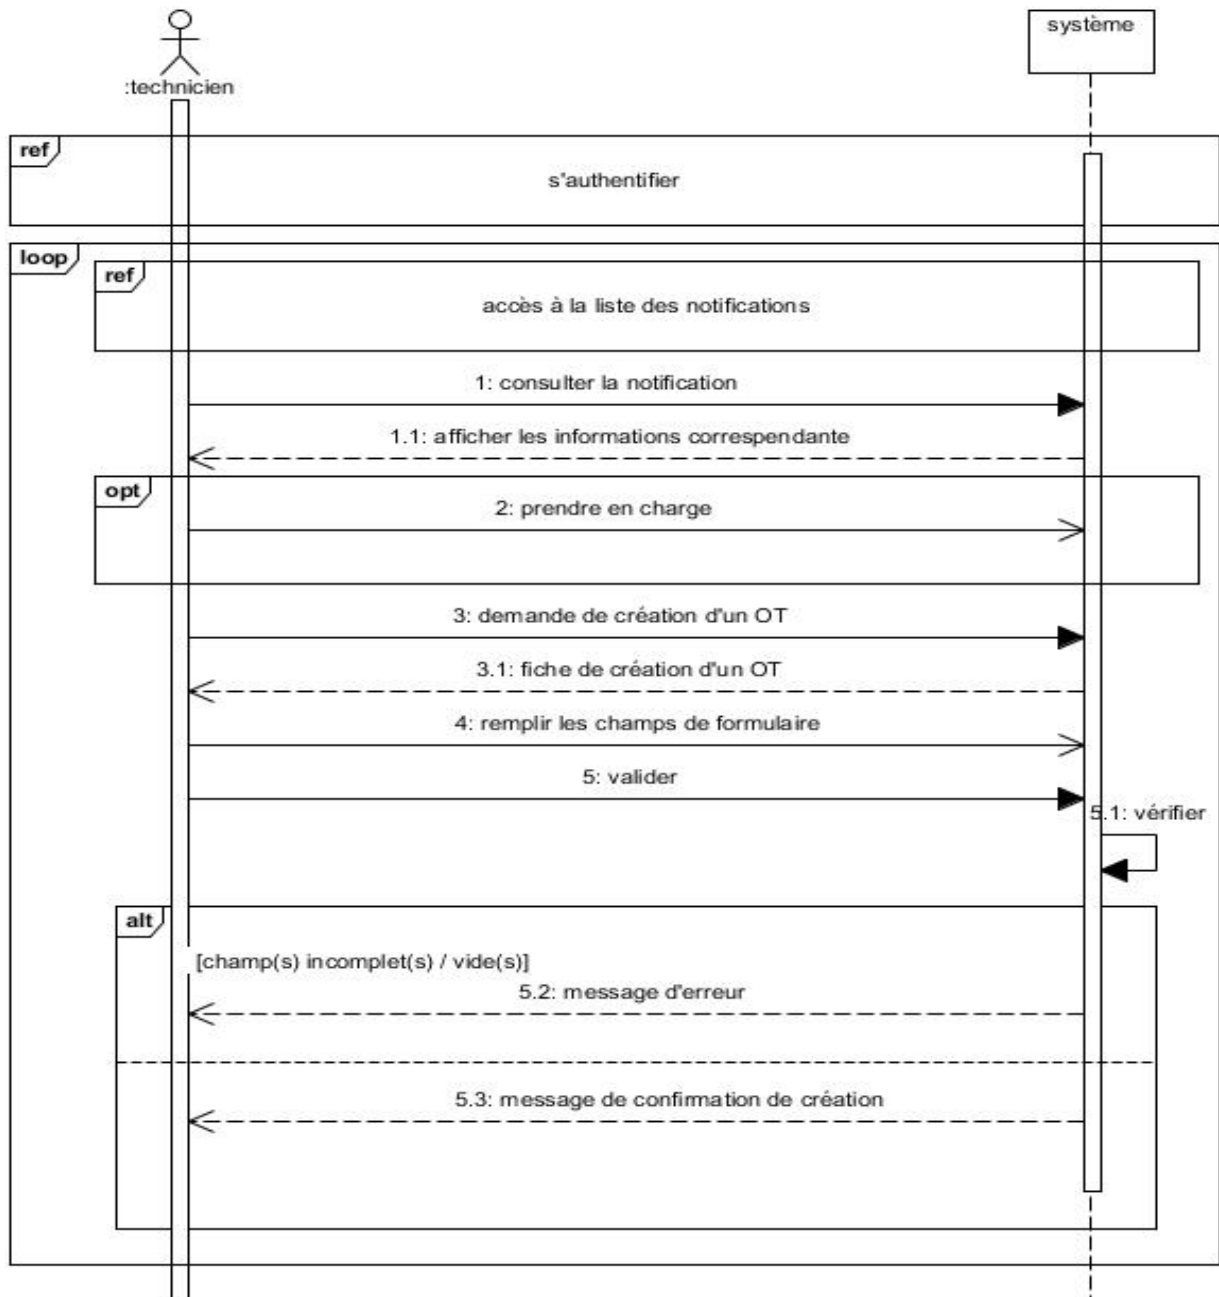 système
:technicien
ref
s'authentifier
loop
ref
accès à la liste des notifications
1: consulter la notification
1.1: afficher les informations correspendante
opt
2: prendre en charge
3: demande de création d'un OT
3.1: fiche de création d'un OT
4: remplir les champs de formulaire
5: valider
5.1: vérifier
alt
[champ(s) incomplet(s) / vide(s)]
5.2: message d'erreur
5.3: message de confirmation de création